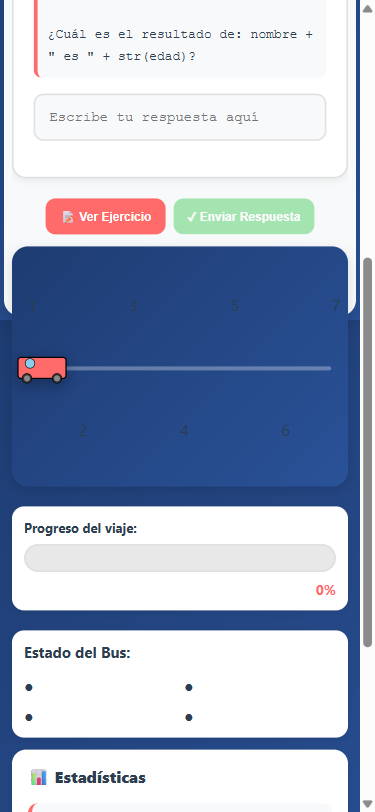 ¿Cuál es el resultado de: nombre +
" es " + str(edad)?
Escribe tu respuesta aquí
Ver Ejercicio
✓ Enviar Respuesta
1 3 5 7
2 4 6
Progreso del viaje:
0%
Estado del Bus:
Estadísticas